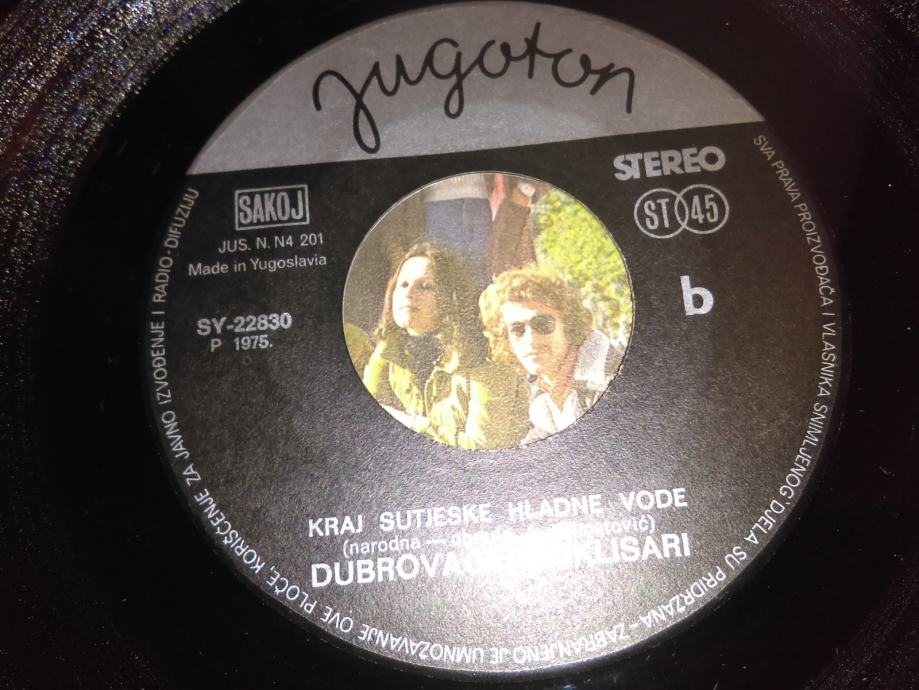 jugoton
STEREO
SAKOJ
ST 45
JUS. N. N4 201
Made in Yugoslavia
b
SY-22830
P 1975.
KRAJ SUTJESKE HLADNE VODE
(narodna —
SVA PRAVA PROIZVOĐAČA I VLASNIKA SNIMLJENOG DJELA SU PRIDRŽANA - ZABRANJENO JE UMNOŽAVANJE OVE PLOČE, KORIŠĆENJE ZA JAVNO IZVOĐENJE I RADIO-DIFUZIJU